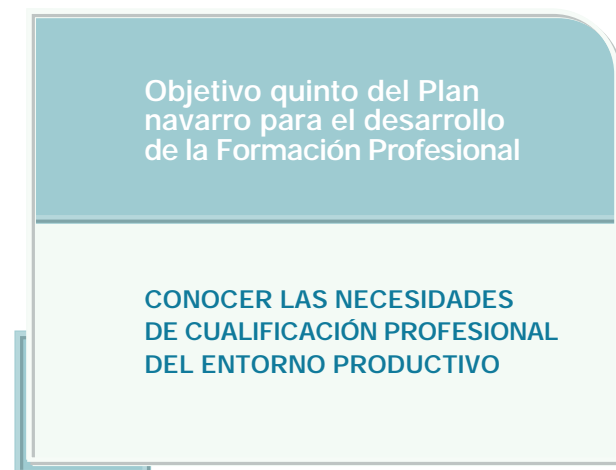 Objetivo quinto del Plan
navarro para el desarrollo
de la Formación Profesional
CONOCER LAS NECESIDADES
DE CUALIFICACIÓN PROFESIONAL
DEL ENTORNO PRODUCTIVO